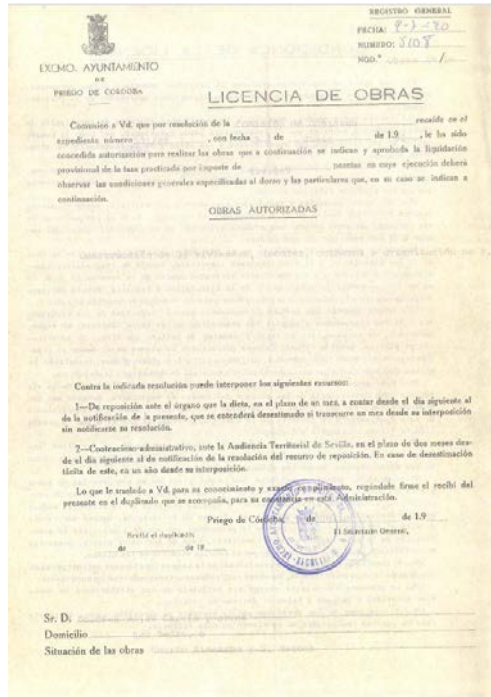 REGISTRO GENERAL
FECHA:
NUMERO: 5108
NGD.º
EXCMO. AYUNTAMIENTO
DE
PRIEGO DE CORDOBA
LICENCIA DE OBRAS
Comunico a Vd. que por resolución de la recaída en el
expediente número , con fecha de de 1.9 , le ha sido
concedida autorización para realizar las obras que a continuación se indican y aprobada la liquidación
provisional de la tasa practicada por importe de pesetas en cuya ejecución deberá
observar las condiciones generales especificadas al dorso y las particulares que, en su caso se indican a
continuación.
OBRAS AUTORIZADAS
Contra la indicada resolución puede interponer los siguientes recursos:
1—De reposición ante el órgano que la dicta, en el plazo de un mes, a contar desde el día siguiente al
de la notificación de la presente, que se entenderá desestimado si transcurre un mes desde su interposición
sin notificarse su resolución.
2—Contencioso-administrativo, ante la Audiencia Territorial de Sevilla, en el plazo de dos meses des-
de el día siguiente al de notificación de la resolución del recurso de reposición. En caso de desestimación
tácita de este, en un año desde su interposición.
Lo que le traslado a Vd. para su conocimiento y exacto cumplimiento, rogándole firme el recibí del
presente en el duplicado que se acompaña, para su constancia en esta Administración.
Priego de Córdoba, de de 1.9
Recibí el duplicado El Secretario General,
de de 19
Sr. D.
Domicilio
Situación de las obras